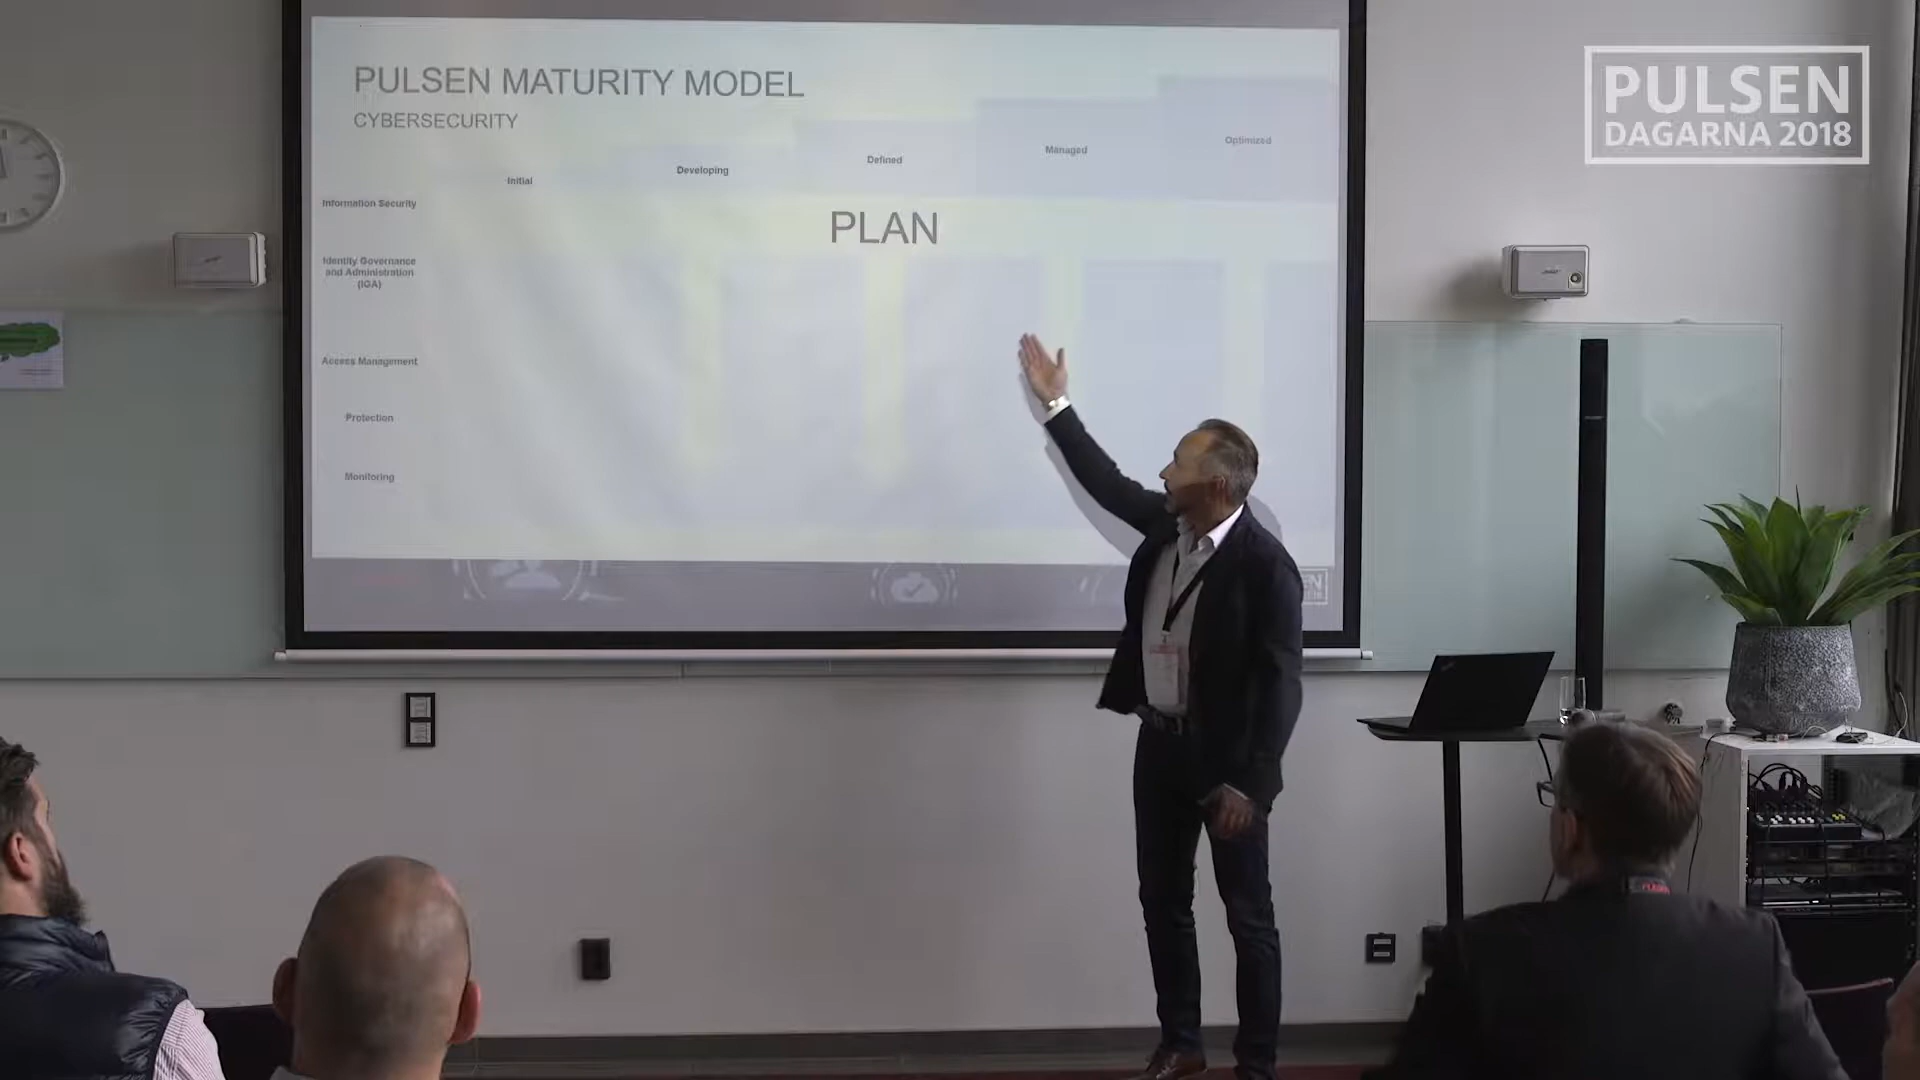 PULSEN MATURITY MODEL
CYBERSECURITY
Initial
Developing
Defined
Managed
Optimized
PLAN
Information Security
Identity Governance
and Administration
(IGA)
Access Management
Protection
Monitoring
PULSEN
DAGARNA 2018
PULSEN